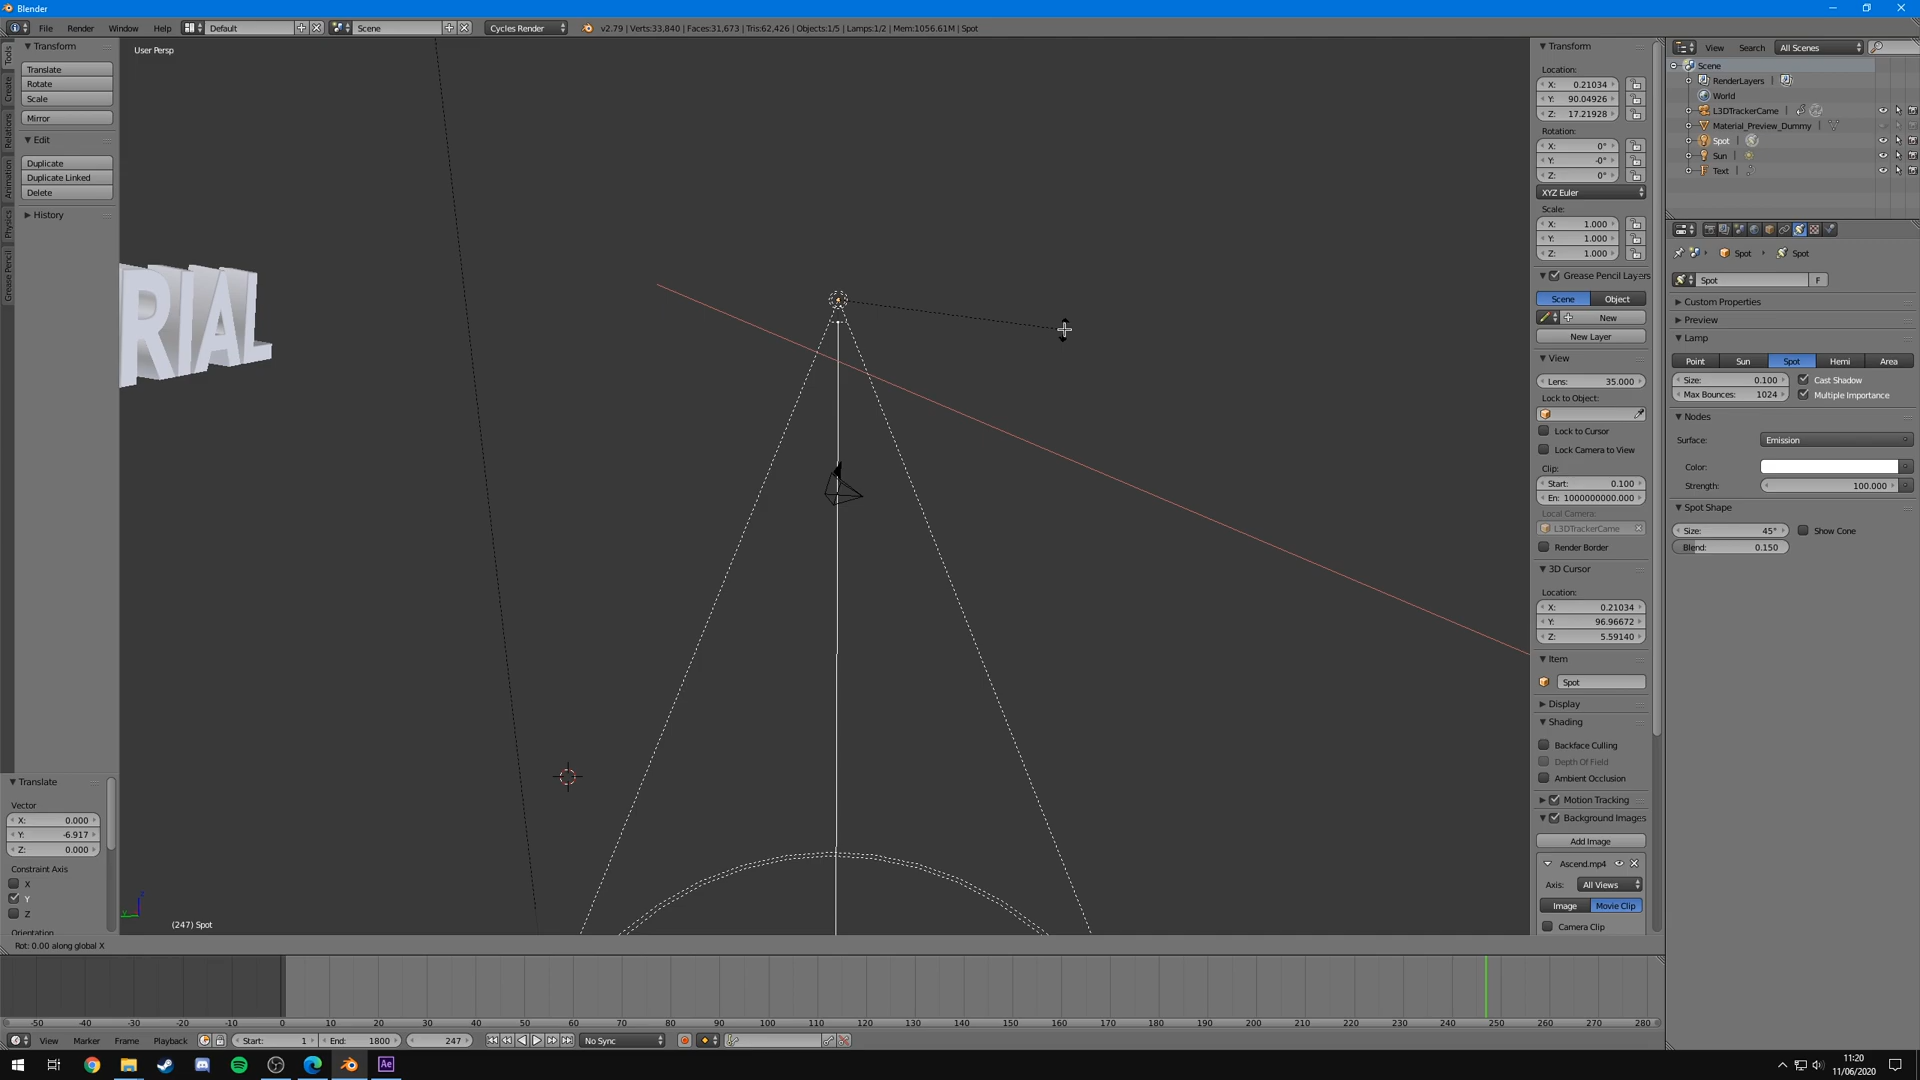 Blender
File Render Window Help Default Scene Cycles Render v2.79 | Verts:33,840 | Faces:31,673 | Tris:62,426 | Objects:1/5 | Lamps:1/2 | Mem:1056.61M | Spot
Tools
Create
Relations
Animation
Physics
Grease Pencil
Transform
Translate
Rotate
Scale
Mirror
Edit
Duplicate
Duplicate Linked
Delete
History
Translate
Vector
X: 0.000
Y: -6.917
Z: 0.000
Constraint Axis
X
Y
Z
Orientation
User Persp
RIAL
(247) Spot
Rot: 0.00 along global X
Transform
Location:
X: 0.21034
Y: 90.04926
Z: 17.21928
Rotation:
X: 0°
Y: -0°
Z: 0°
XYZ Euler
Scale:
X: 1.000
Y: 1.000
Z: 1.000
Grease Pencil Layers
Scene Object
New
New Layer
View
Lens: 35.000
Lock to Object:
Lock to Cursor
Lock Camera to View
Clip:
Start: 0.100
En: 1000000000.000
Local Camera:
L3DTrackerCame
Render Border
3D Cursor
Location:
X: 0.21034
Y: 96.96672
Z: 5.59140
Item
Spot
Display
Shading
Backface Culling
Depth Of Field
Ambient Occlusion
Motion Tracking
Background Images
Add Image
Ascend.mp4
Axis: All Views
Image Movie Clip
Camera Clip
View Search All Scenes
Scene
RenderLayers
World
L3DTrackerCame
Material_Preview_Dummy
Spot
Sun
Text
Spot Spot
Spot F
Custom Properties
Preview
Lamp
Point Sun Spot Hemi Area
Size: 0.100 Cast Shadow
Max Bounces: 1024 Multiple Importance
Nodes
Surface: Emission
Color:
Strength: 100.000
Spot Shape
Size: 45° Show Cone
Blend: 0.150
-50 -40 -30 -20 -10 0 10 20 30 40 50 60 70 80 90 100 110 120 130 140 150 160 170 180 190 200 210 220 230 240 250 260 270 280
View Marker Frame Playback Start: 1 End: 1800 247 No Sync
Ae
11:20
11/06/2020